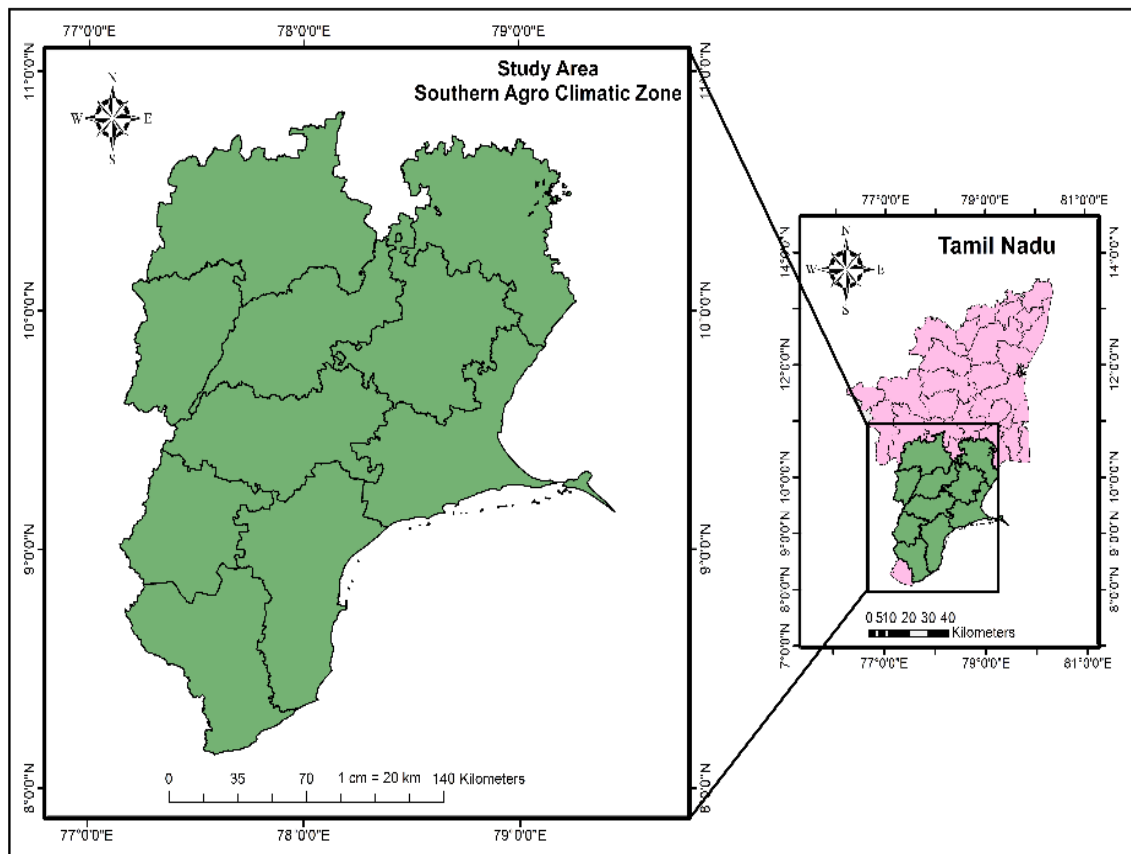 77°0'0"E 78°0'0"E 79°0'0"E
Study Area
Southern Agro Climatic Zone
N
W E
S
11°0'0"N
10°0'0"N
9°0'0"N
8°0'0"N
11°0'0"N
10°0'0"N
9°0'0"N
8°0'0"N
0 35 70 1 cm = 20 km 140 Kilometers
77°0'0"E 78°0'0"E 79°0'0"E
77°0'0"E 79°0'0"E 81°0'0"E
Tamil Nadu
N
W E
S
14°0'0"N
12°0'0"N
10°0'0"N
9°0'0"N
8°0'0"N
7°0'0"N
14°0'0"N
12°0'0"N
10°0'0"N
9°0'0"N
8°0'0"N
0 510 20 30 40
Kilometers
77°0'0"E 79°0'0"E 81°0'0"E